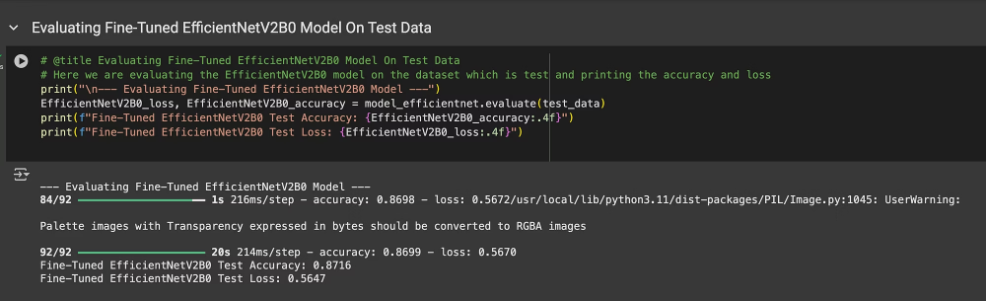 Evaluating Fine-Tuned EfficientNetV2B0 Model On Test Data
# @title Evaluating Fine-Tuned EfficientNetV2B0 Model On Test Data
# Here we are evaluating the EfficientNetV2B0 model on the dataset which is test and printing the accuracy and loss
print("\n--- Evaluating Fine-Tuned EfficientNetV2B0 Model ---")
EfficientNetV2B0_loss, EfficientNetV2B0_accuracy = model_efficientnet.evaluate(test_data)
print(f"Fine-Tuned EfficientNetV2B0 Test Accuracy: {EfficientNetV2B0_accuracy:.4f}")
print(f"Fine-Tuned EfficientNetV2B0 Test Loss: {EfficientNetV2B0_loss:.4f}")
--- Evaluating Fine-Tuned EfficientNetV2B0 Model ---
84/92 1s 216ms/step - accuracy: 0.8698 - loss: 0.5672/usr/local/lib/python3.11/dist-packages/PIL/Image.py:1045: UserWarning:
Palette images with Transparency expressed in bytes should be converted to RGBA images
92/92 20s 214ms/step - accuracy: 0.8699 - loss: 0.5670
Fine-Tuned EfficientNetV2B0 Test Accuracy: 0.8716
Fine-Tuned EfficientNetV2B0 Test Loss: 0.5647